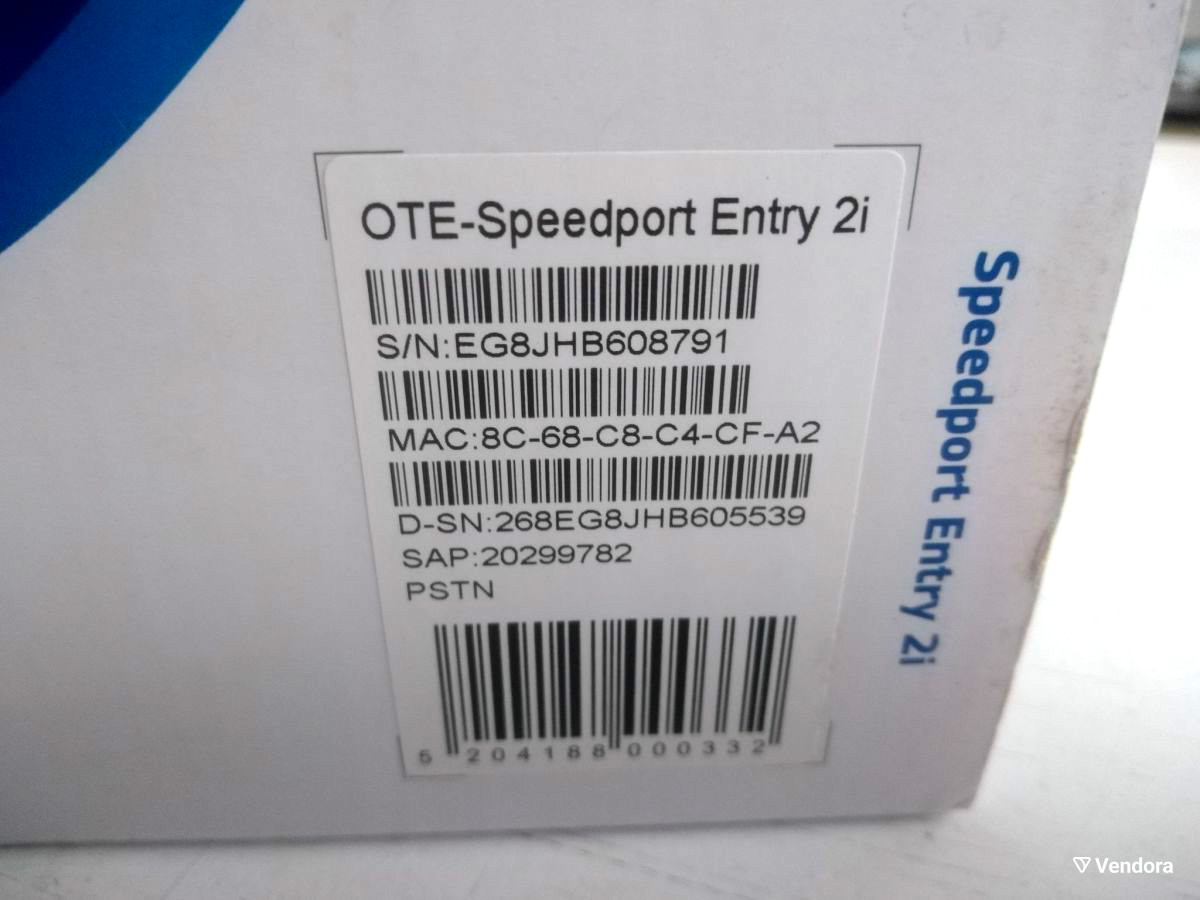 OTE-Speedport Entry 2i
S/N:EG8JHB608791
MAC:8C-68-C8-C4-CF-A2
D-SN:268EG8JHB605539
SAP:20299782
PSTN
5 204188 000332
Speedport Entry 2i
Vendora